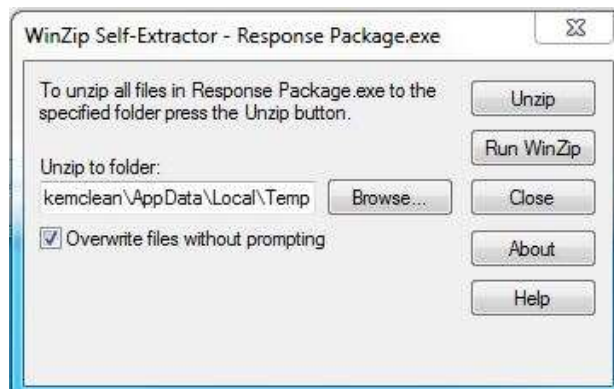 WinZip Self-Extractor - Response Package.exe
To unzip all files in Response Package.exe to the
specified folder press the Unzip button.
Unzip to folder:
kemclean\AppData\Local\Temp
Browse...
Overwrite files without prompting
Unzip
Run WinZip
Close
About
Help